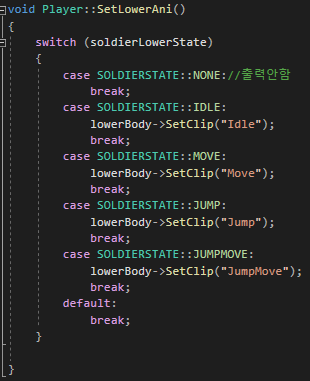 void Player::SetLowerAni()
{
switch (soldierLowerState)
{
case SOLDIERSTATE::NONE://출력안함
break;
case SOLDIERSTATE::IDLE:
lowerBody->SetClip("Idle");
break;
case SOLDIERSTATE::MOVE:
lowerBody->SetClip("Move");
break;
case SOLDIERSTATE::JUMP:
lowerBody->SetClip("Jump");
break;
case SOLDIERSTATE::JUMPMOVE:
lowerBody->SetClip("JumpMove");
break;
default:
break;
}
}